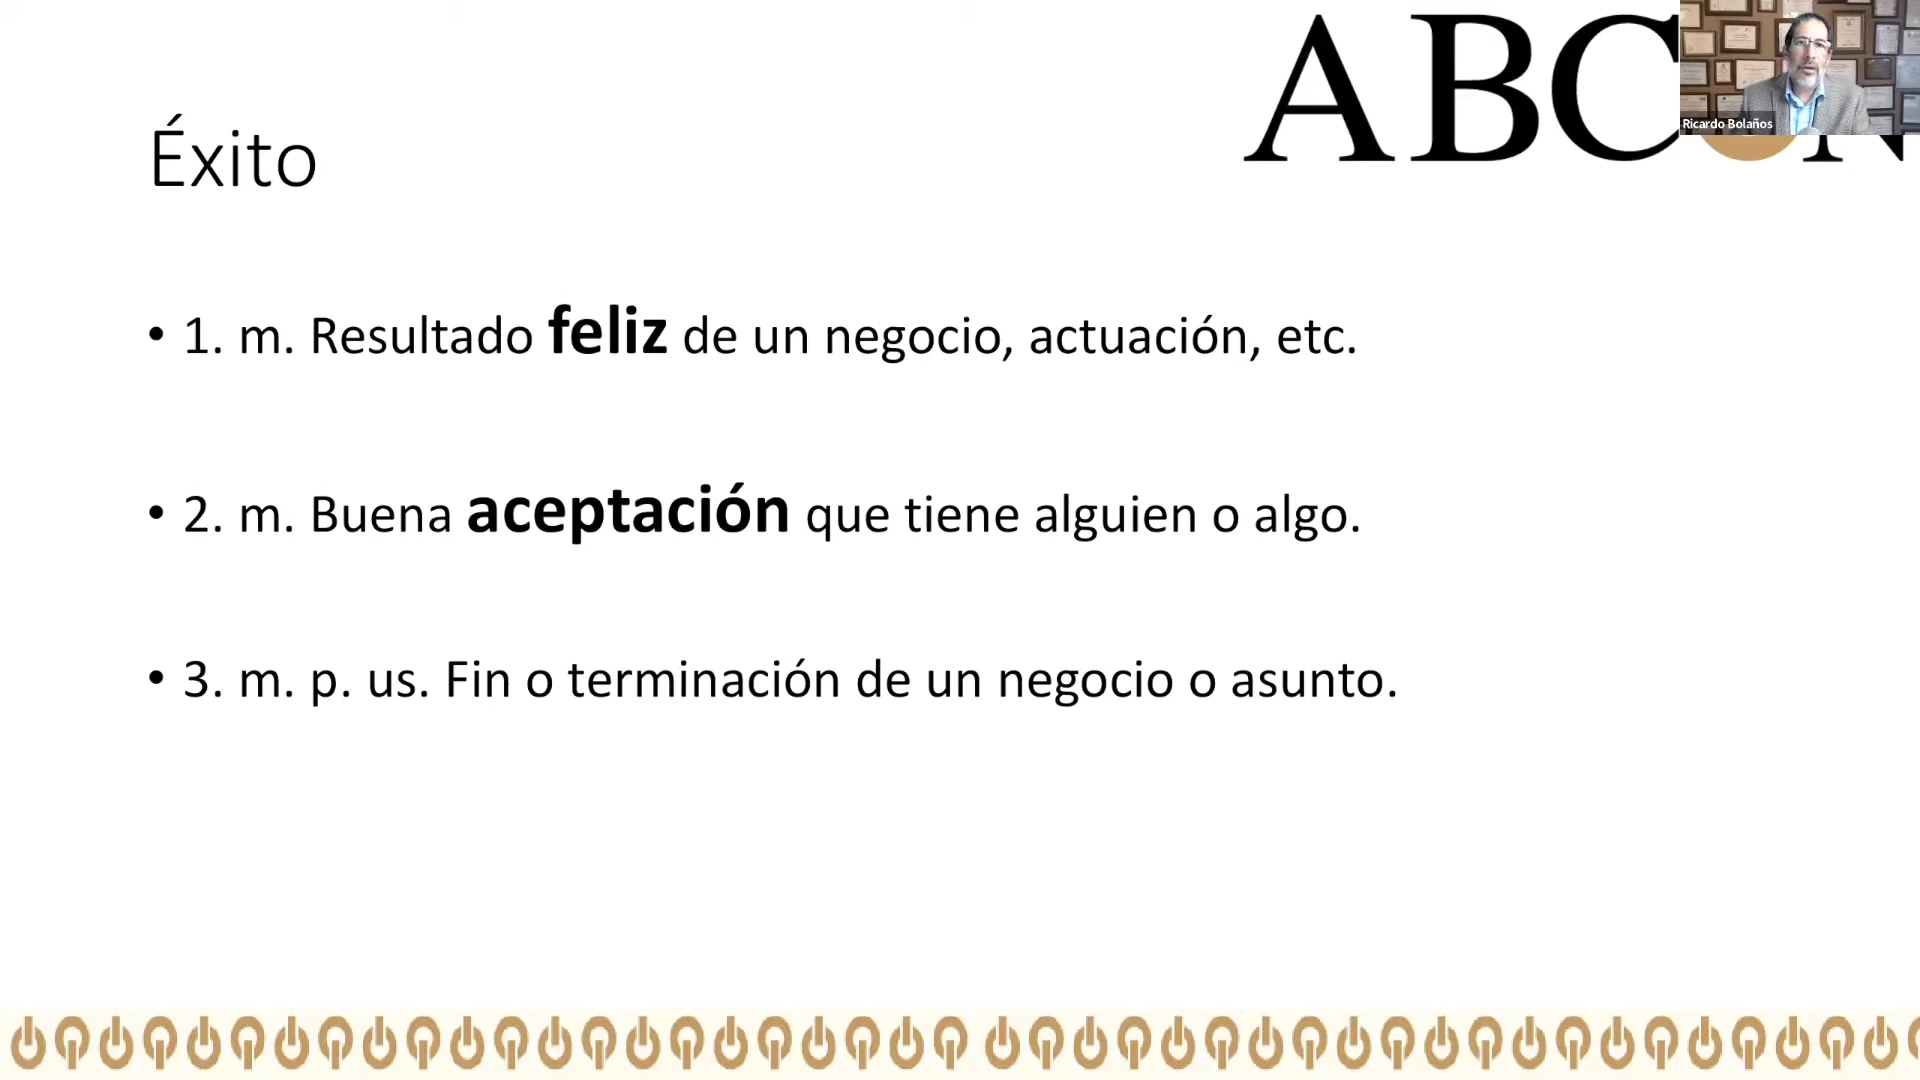 ABC
Ricardo Bolaños
Éxito
• 1. m. Resultado feliz de un negocio, actuación, etc.
• 2. m. Buena aceptación que tiene alguien o algo.
• 3. m. p. us. Fin o terminación de un negocio o asunto.